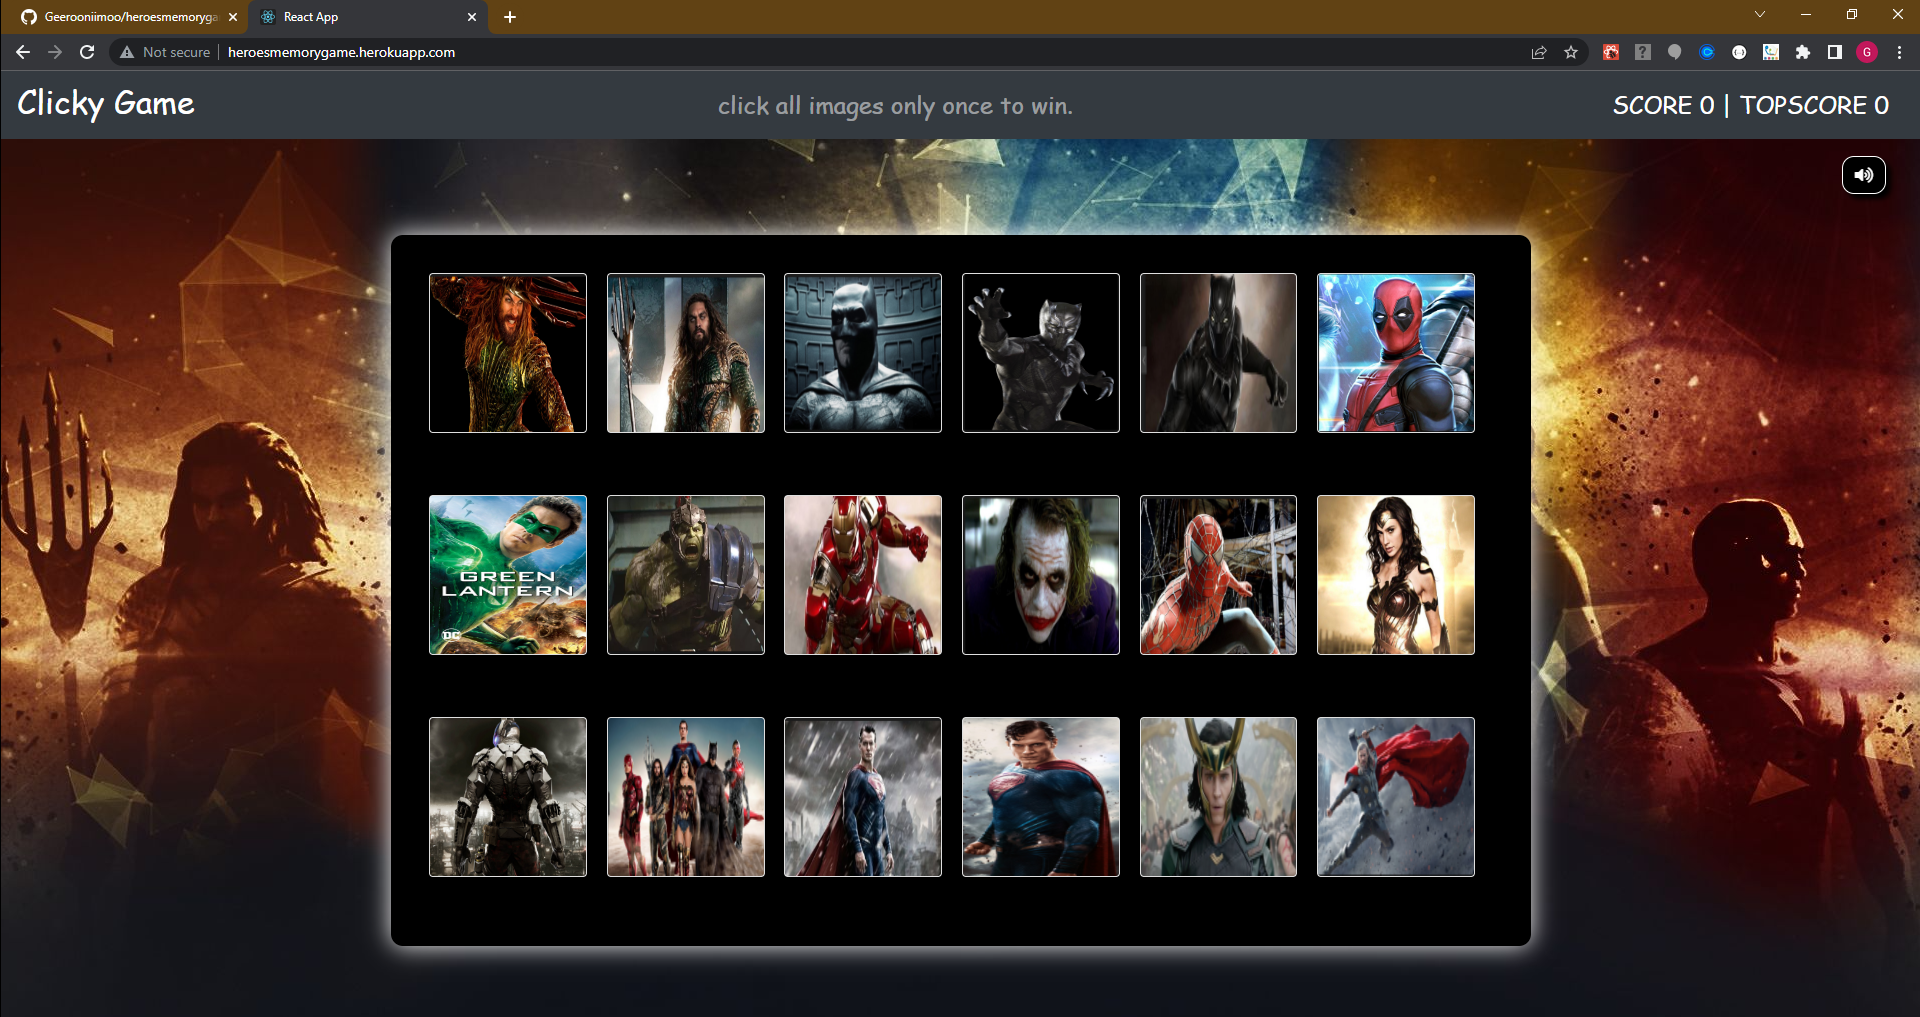 Geerooniimoo/heroesmemoryga
React App
Not secure
heroesmemorygame.herokuapp.com
G
Clicky Game
click all images only once to win.
SCORE 0 | TOPSCORE 0
GREEN
LANTERN
DC